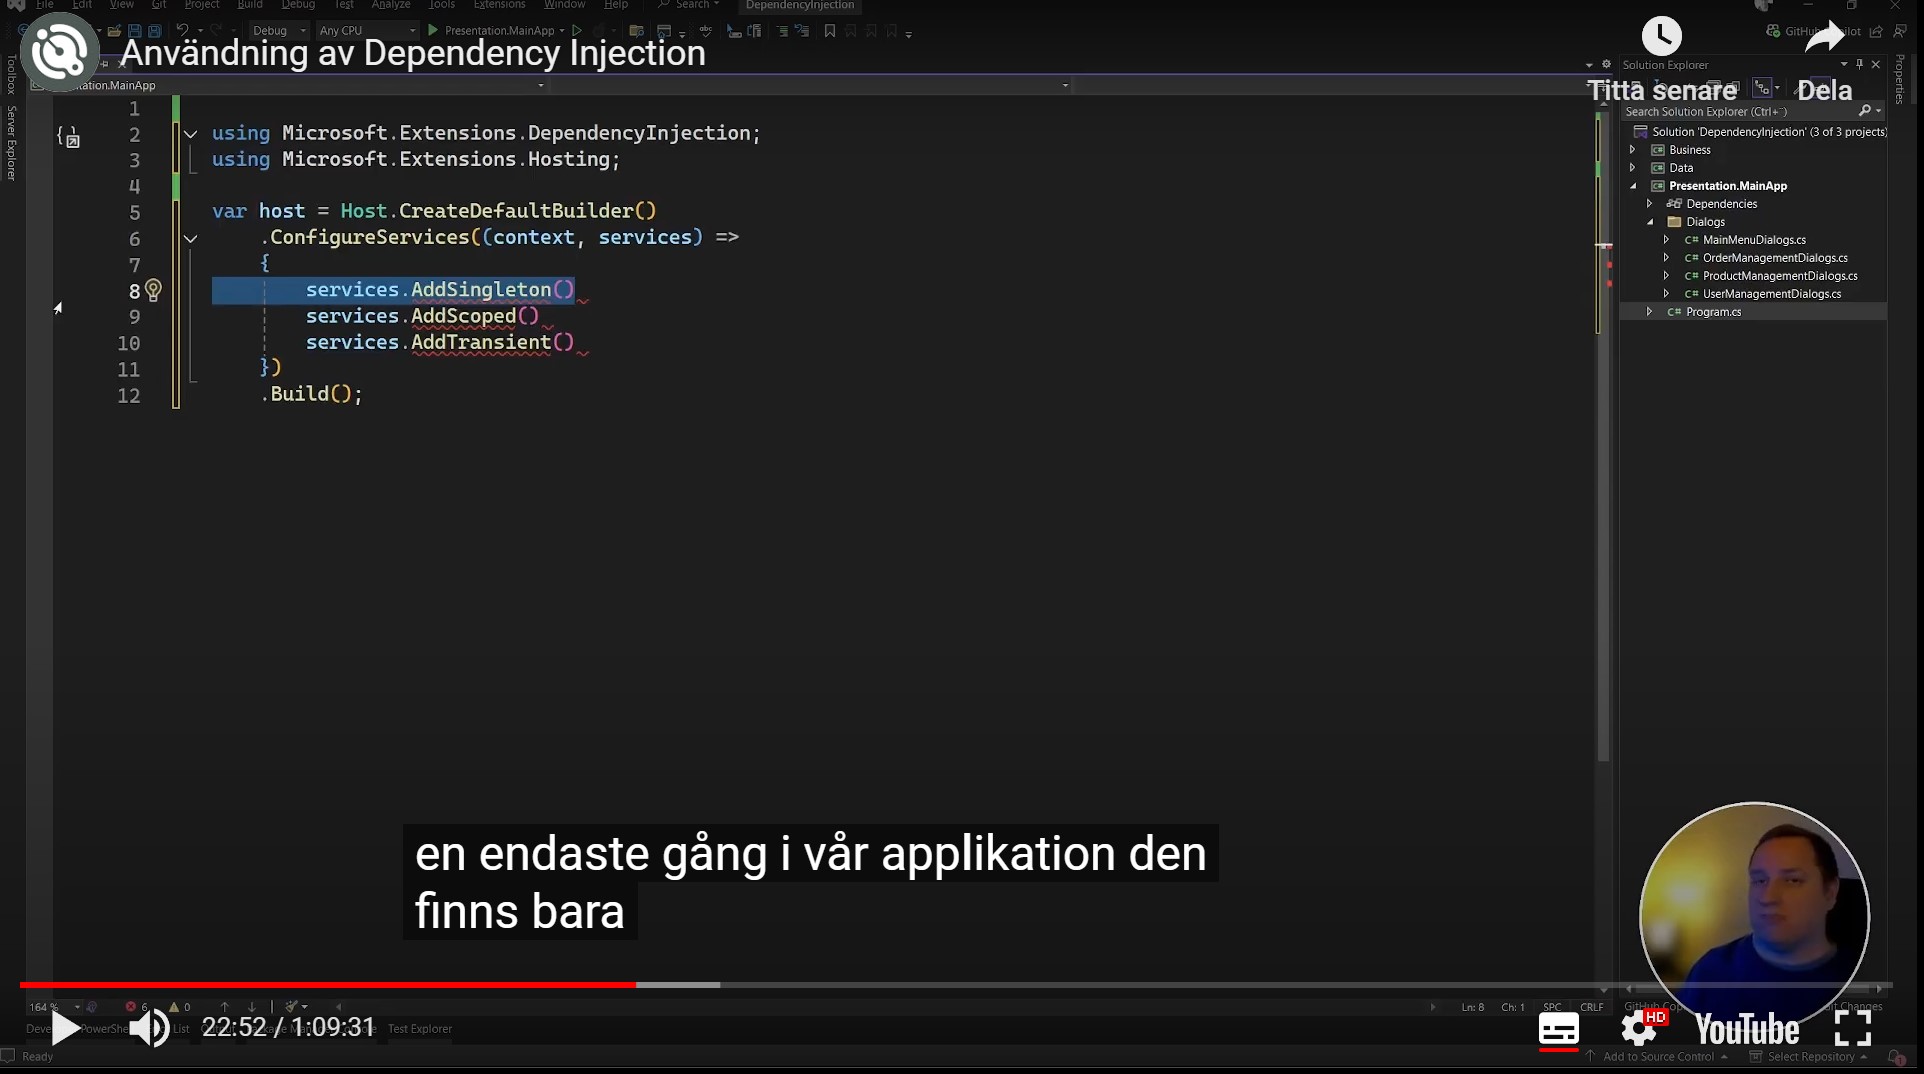 File Edit View Git Project Build Debug Test Analyze Tools Extensions Window Help Search DependencyInjection
Debug Any CPU Presentation.MainApp
Användning av Dependency Injection
Titta senare
Dela
Toolbox
Server Explorer
Properties
1
2 using Microsoft.Extensions.DependencyInjection;
3 using Microsoft.Extensions.Hosting;
4
5 var host = Host.CreateDefaultBuilder()
6 .ConfigureServices((context, services) =>
7 {
8 services.AddSingleton()
9 services.AddScoped()
10 services.AddTransient()
11 })
12 .Build();
Solution Explorer
Search Solution Explorer (Ctrl+¨)
Solution 'DependencyInjection' (3 of 3 projects)
C# Business
C# Data
C# Presentation.MainApp
Dependencies
Dialogs
C# MainMenuDialogs.cs
C# OrderManagementDialogs.cs
C# ProductManagementDialogs.cs
C# UserManagementDialogs.cs
C# Program.cs
en endaste gång i vår applikation den
finns bara
164 % 6 0 Ln: 8 Ch: 1 SPC CRLF
22:52 / 1:09:31
Test Explorer
HD
YouTube
Ready
Add to Source Control Select Repository